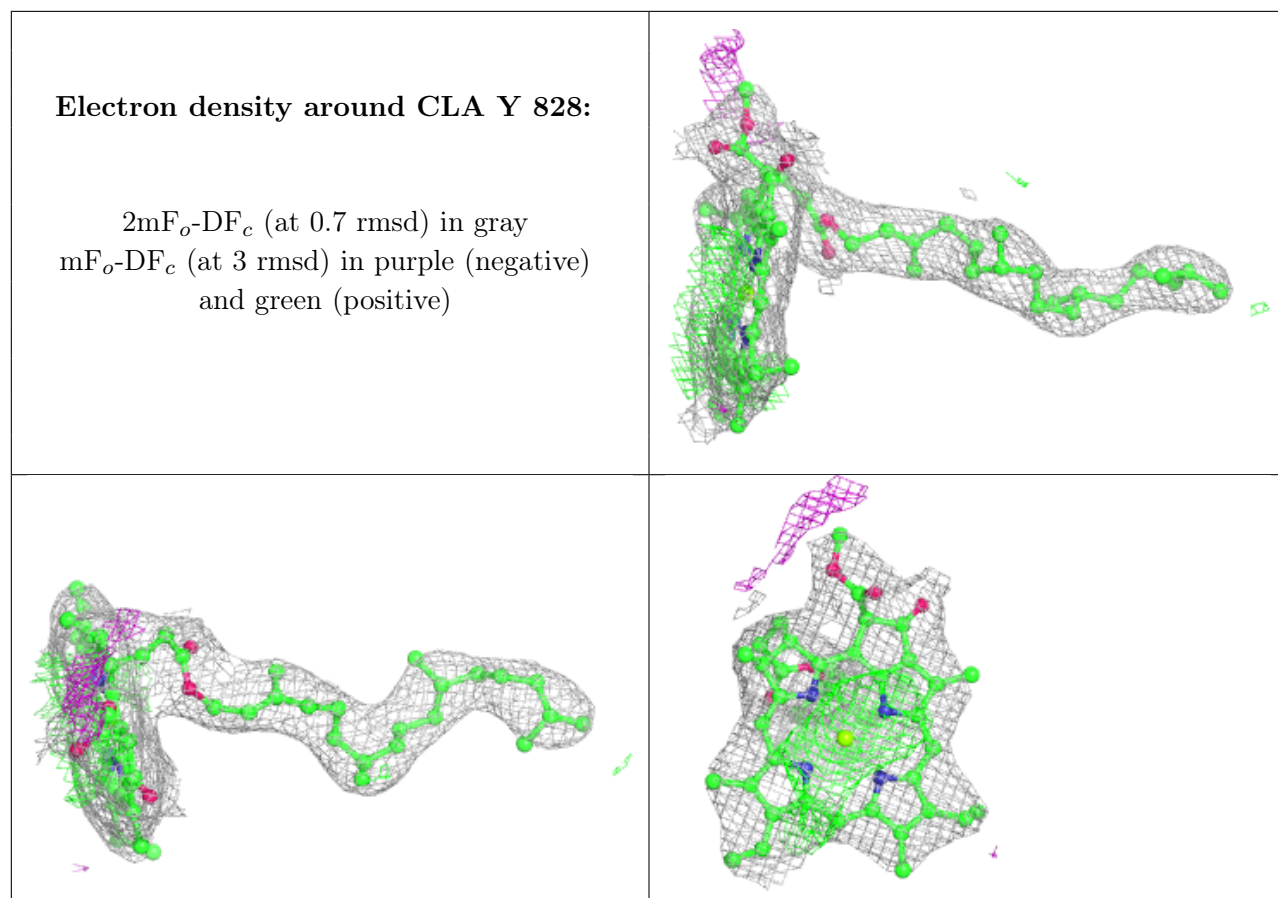 Electron density around CLA Y 828:
2mFo-DFc (at 0.7 rmsd) in gray
mFo-DFc (at 3 rmsd) in purple (negative)
and green (positive)